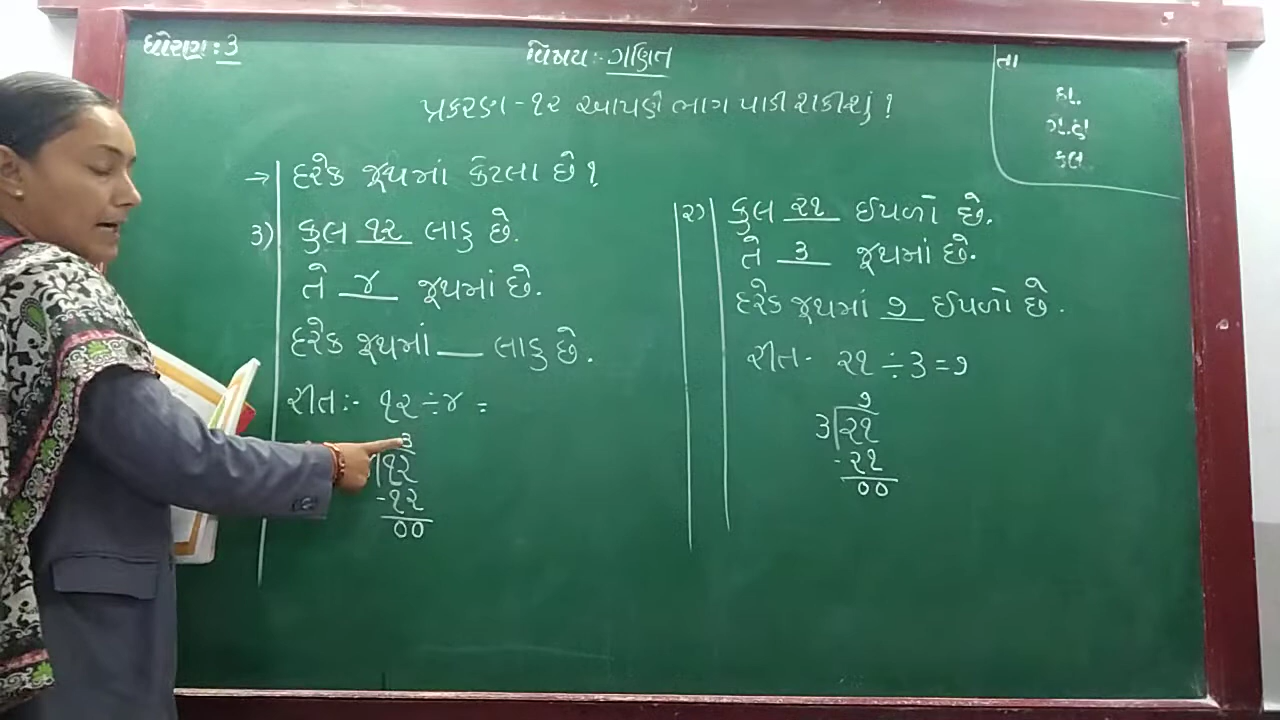 ધોરણ : ૩
વિષય :- ગણિત
તા
પ્રકરણ - ૧૨ આપણે ભાગ પાડી શકીશું ?
→ દરેક જૂથમાં કેટલા છે ?
૩) કુલ ૧૨ લાડુ છે.
તે ૪ જૂથમાં છે.
દરેક જૂથમાં ___ લાડુ છે.
રીત :- ૧૨ ÷ ૪ =
૩
૧૨
- ૧૨
૦૦
૨) કુલ ૨૧ ઈયળો છે.
તે ૩ જૂથમાં છે.
દરેક જૂથમાં ૭ ઈયળો છે.
રીત - ૨૧ ÷ ૩ = ૭
૭
૩ ૨૧
- ૨૧
૦૦